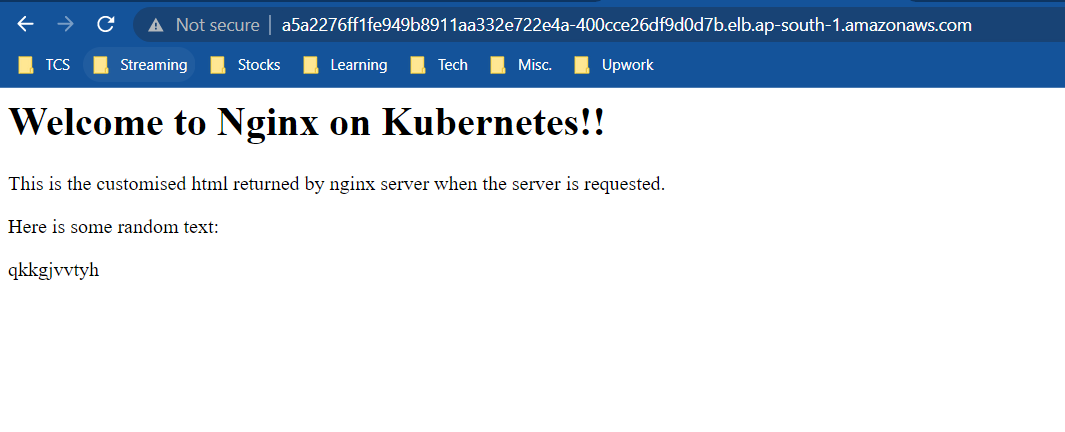 Not secure | a5a2276ff1fe949b8911aa332e722e4a-400cce26df9d0d7b.elb.ap-south-1.amazonaws.com
TCS Streaming Stocks Learning Tech Misc. Upwork
Welcome to Nginx on Kubernetes!!
This is the customised html returned by nginx server when the server is requested.
Here is some random text:
qkkgjvvtyh